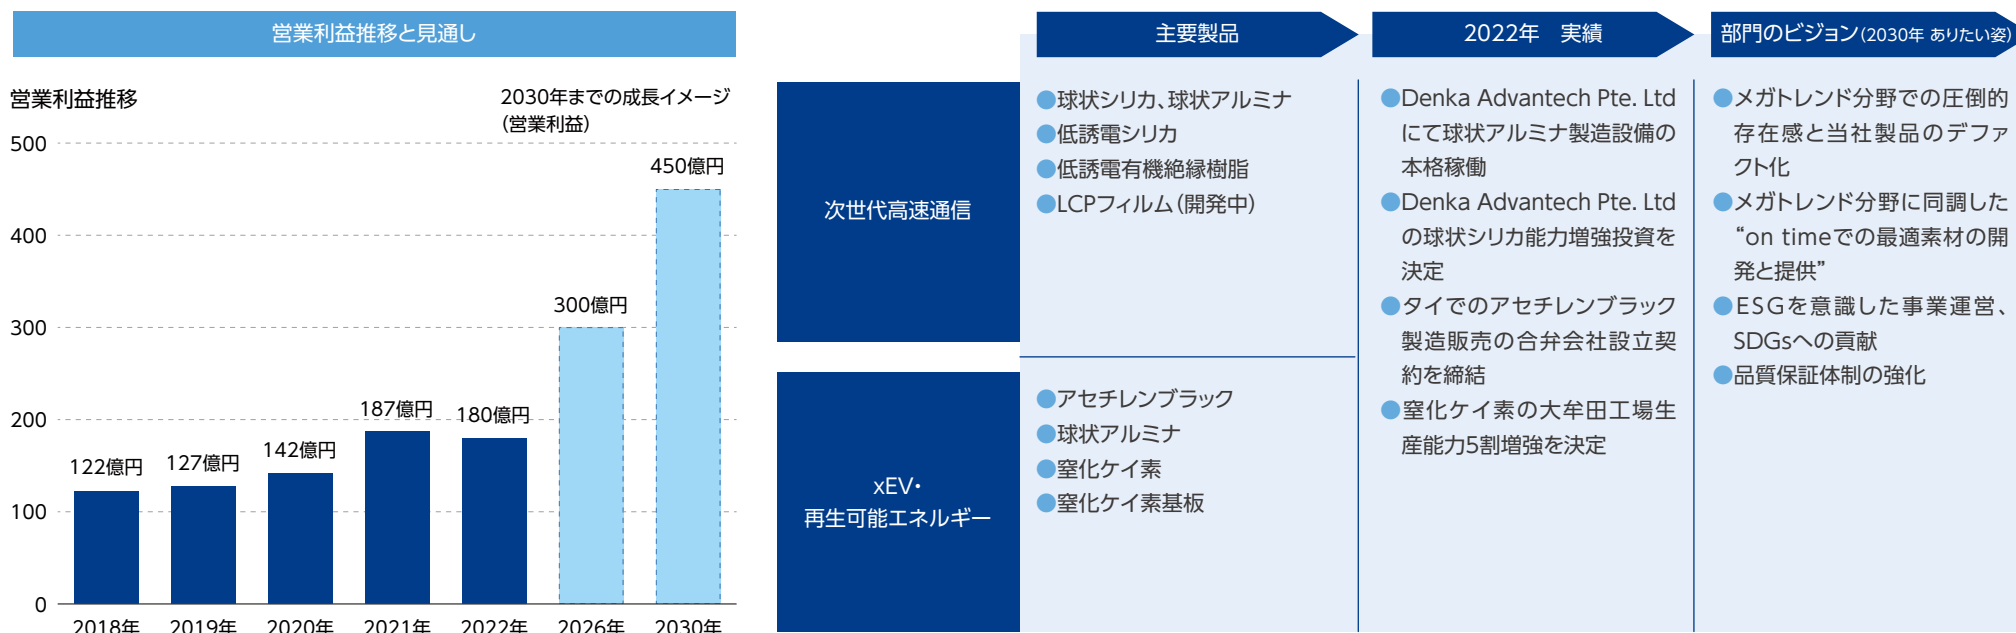 営業利益推移と見通し
営業利益推移
2030年までの成長イメージ
(営業利益)
500
400
300
200
100
0
122億円
127億円
142億円
187億円
180億円
300億円
450億円
2018年
2019年
2020年
2021年
2022年
2026年
2030年
主要製品
2022年 実績
部門のビジョン(2030年 ありたい姿)
次世代高速通信
●球状シリカ、球状アルミナ
●低誘電シリカ
●低誘電有機絶縁樹脂
●LCPフィルム(開発中)
xEV・
再生可能エネルギー
●アセチレンブラック
●球状アルミナ
●窒化ケイ素
●窒化ケイ素基板
●Denka Advantech Pte. Ltd
にて球状アルミナ製造設備の
本格稼働
●Denka Advantech Pte. Ltd
の球状シリカ能力増強投資を
決定
●タイでのアセチレンブラック
製造販売の合弁会社設立契
約を締結
●窒化ケイ素の大牟田工場生
産能力5割増強を決定
●メガトレンド分野での圧倒的
存在感と当社製品のデファ
クト化
●メガトレンド分野に同調した
“on timeでの最適素材の開
発と提供”
●ESGを意識した事業運営、
SDGsへの貢献
●品質保証体制の強化